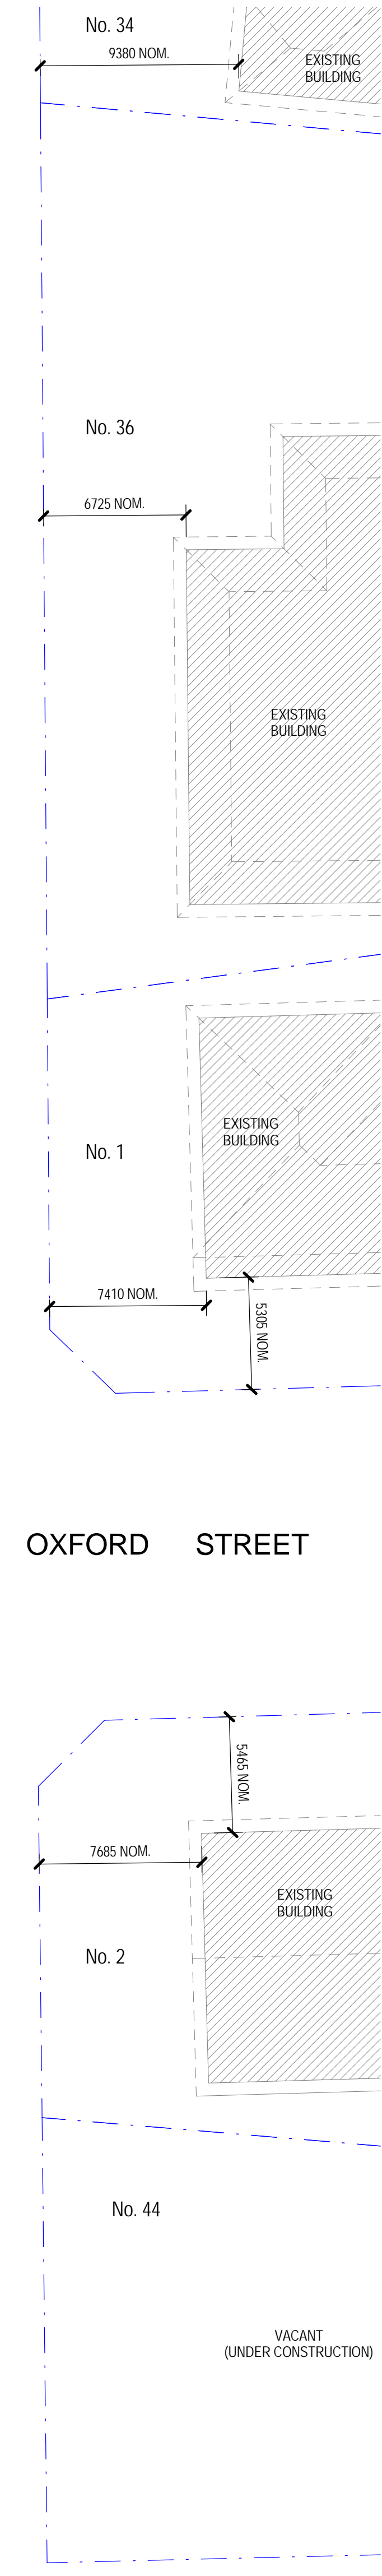 No. 34
9380 NOM.
EXISTING
BUILDING
No. 36
6725 NOM.
EXISTING
BUILDING
EXISTING
BUILDING
No. 1
7410 NOM.
5305 NOM.
OXFORD STREET
5465 NOM.
7685 NOM.
EXISTING
BUILDING
No. 2
No. 44
VACANT
(UNDER CONSTRUCTION)